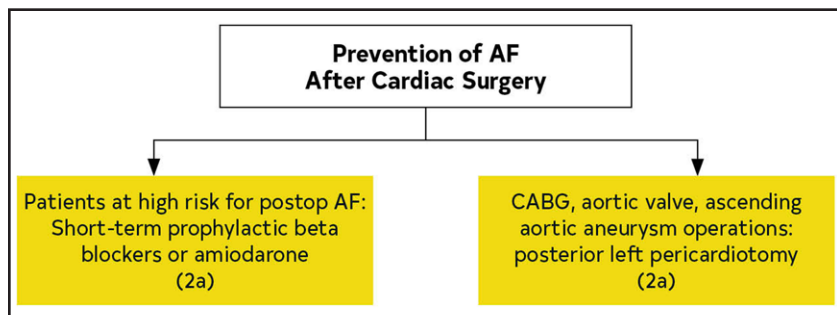 Prevention of AF
After Cardiac Surgery
Patients at high risk for postop AF:
Short-term prophylactic beta
blockers or amiodarone
(2a)
CABG, aortic valve, ascending
aortic aneurysm operations:
posterior left pericardiotomy
(2a)